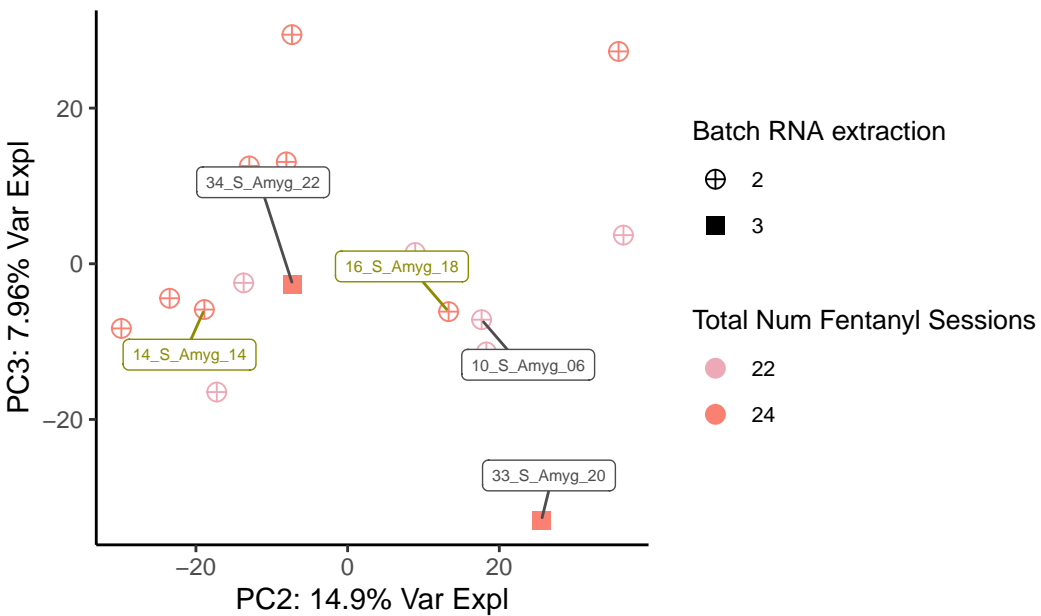 PC3: 7.96% Var Expl
20
0
−20
34_S_Amyg_22
16_S_Amyg_18
14_S_Amyg_14
10_S_Amyg_06
33_S_Amyg_20
−20
0
20
PC2: 14.9% Var Expl
Batch RNA extraction
2
3
Total Num Fentanyl Sessions
22
24